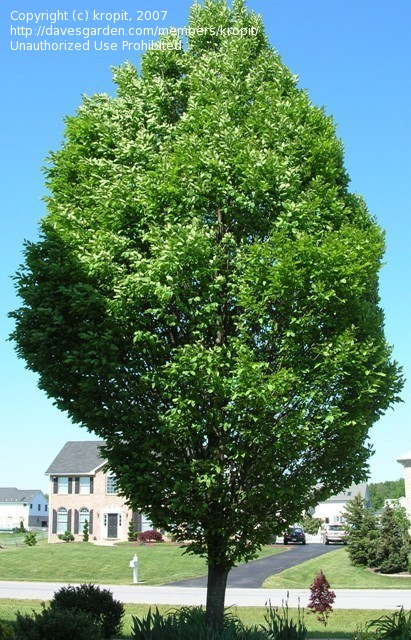 Copyright (c) kropit, 2007
http://davesgarden.com/members/kropit/
Unauthorized Use Prohibited